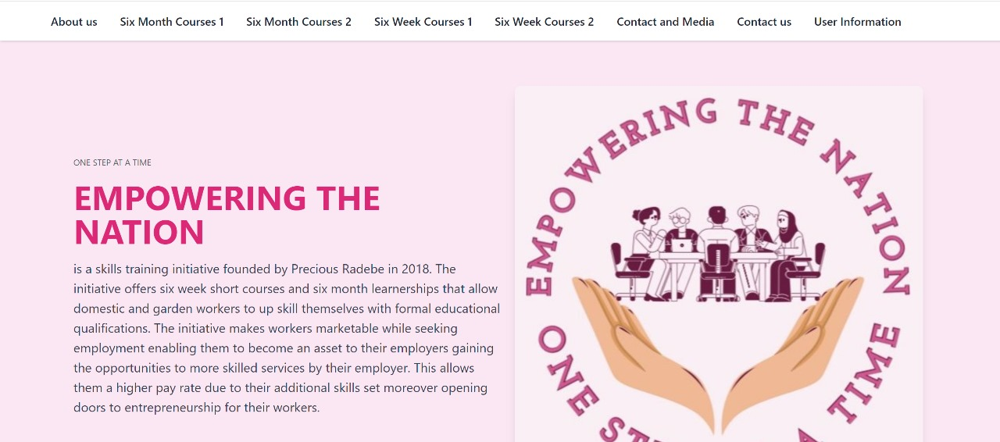 About us
Six Month Courses 1
Six Month Courses 2
Six Week Courses 1
Six Week Courses 2
Contact and Media
Contact us
User Information
ONE STEP AT A TIME
EMPOWERING THE
NATION
is a skills training initiative founded by Precious Radebe in 2018. The
initiative offers six week short courses and six month learnerships that allow
domestic and garden workers to up skill themselves with formal educational
qualifications. The initiative makes workers marketable while seeking
employment enabling them to become an asset to their employers gaining
the opportunities to more skilled services by their employer. This allows
them a higher pay rate due to their additional skills set moreover opening
doors to entrepreneurship for their workers.
EMPOWERING THE NATION
ONE ST A TIME